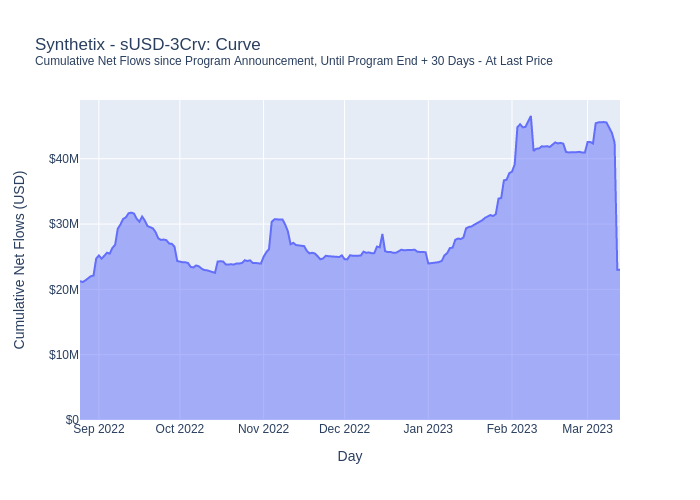 Synthetix - sUSD-3Crv: Curve
Cumulative Net Flows since Program Announcement, Until Program End + 30 Days - At Last Price
Cumulative Net Flows (USD)
$40M
$30M
$20M
$10M
$0
Sep 2022 Oct 2022 Nov 2022 Dec 2022 Jan 2023 Feb 2023 Mar 2023
Day